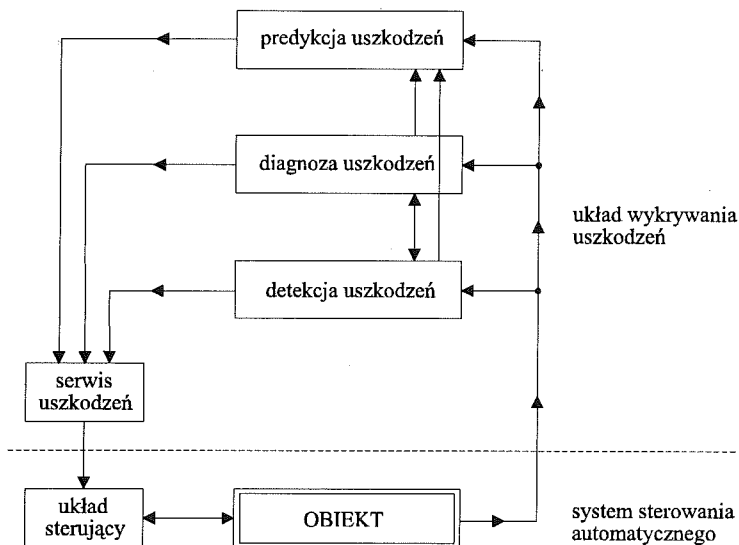 predykcja uszkodzeń
diagnoza uszkodzeń
układ wykrywania
uszkodzeń
detekcja uszkodzeń
serwis
uszkodzeń
układ
sterujący
OBIEKT
system sterowania
automatycznego